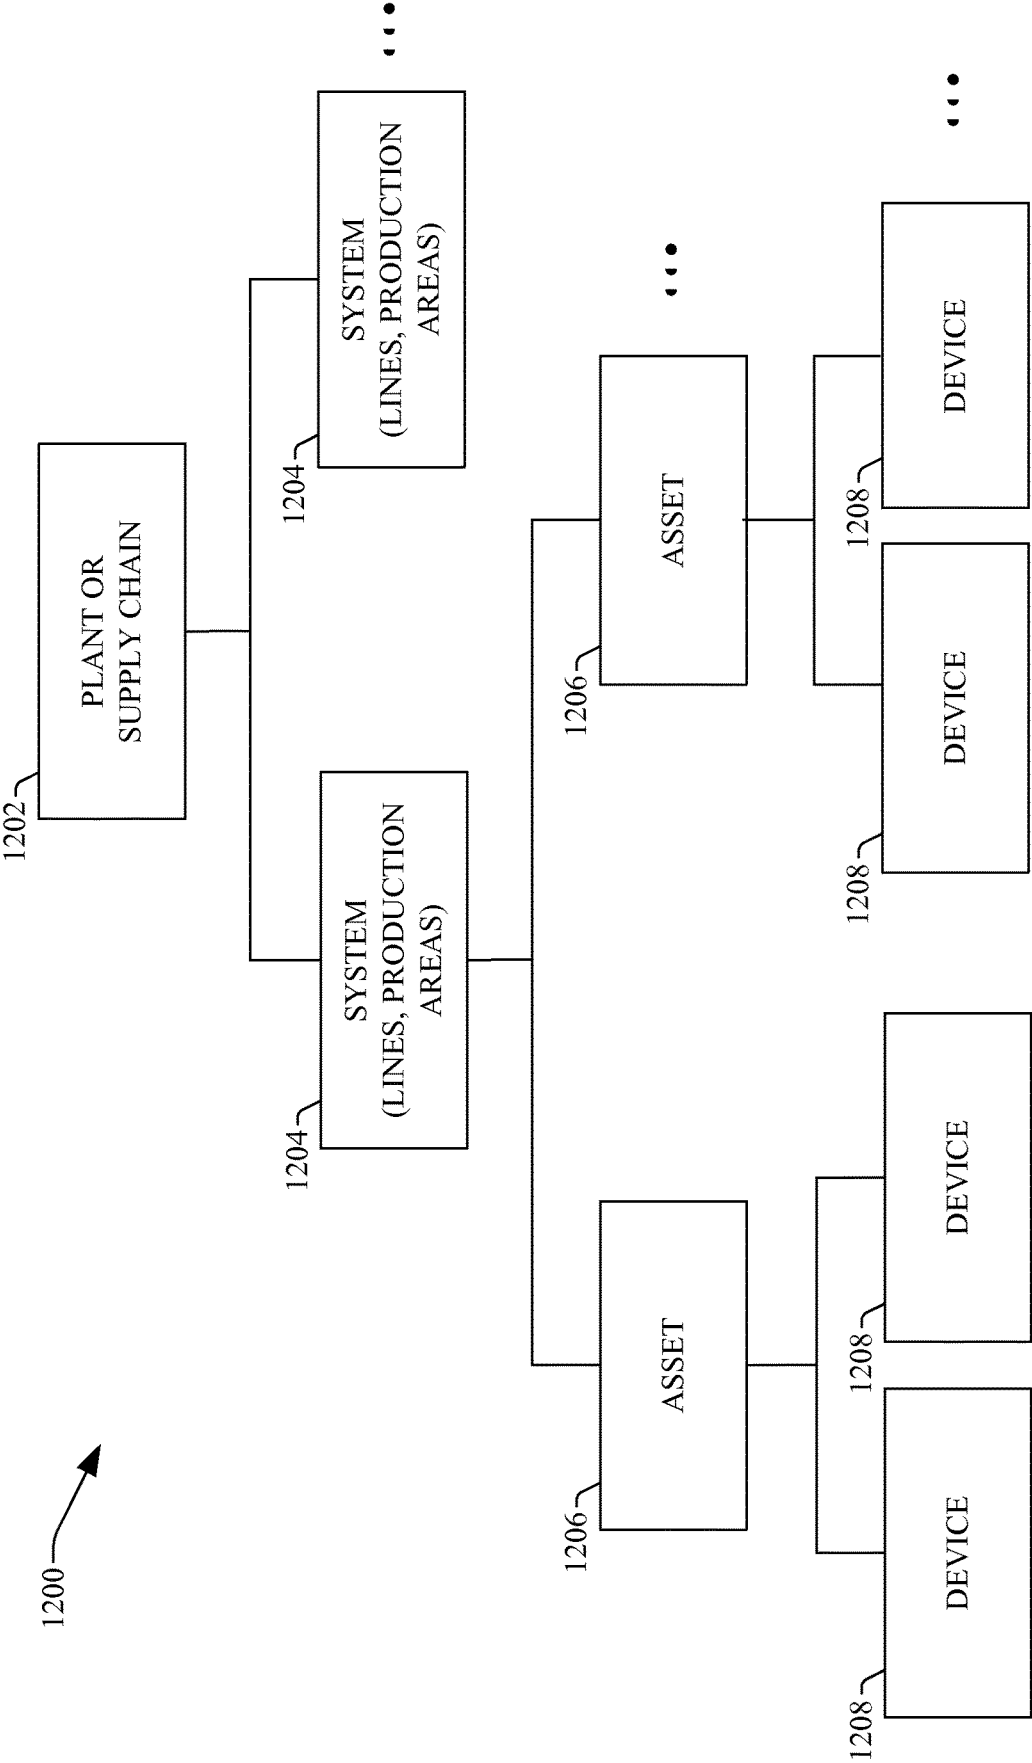 1200
1202
PLANT OR
SUPPLY CHAIN
1204
SYSTEM
(LINES, PRODUCTION
AREAS)
1204
SYSTEM
(LINES, PRODUCTION
AREAS)
1206
ASSET
1206
ASSET
1208
DEVICE
1208
DEVICE
1208
DEVICE
1208
DEVICE